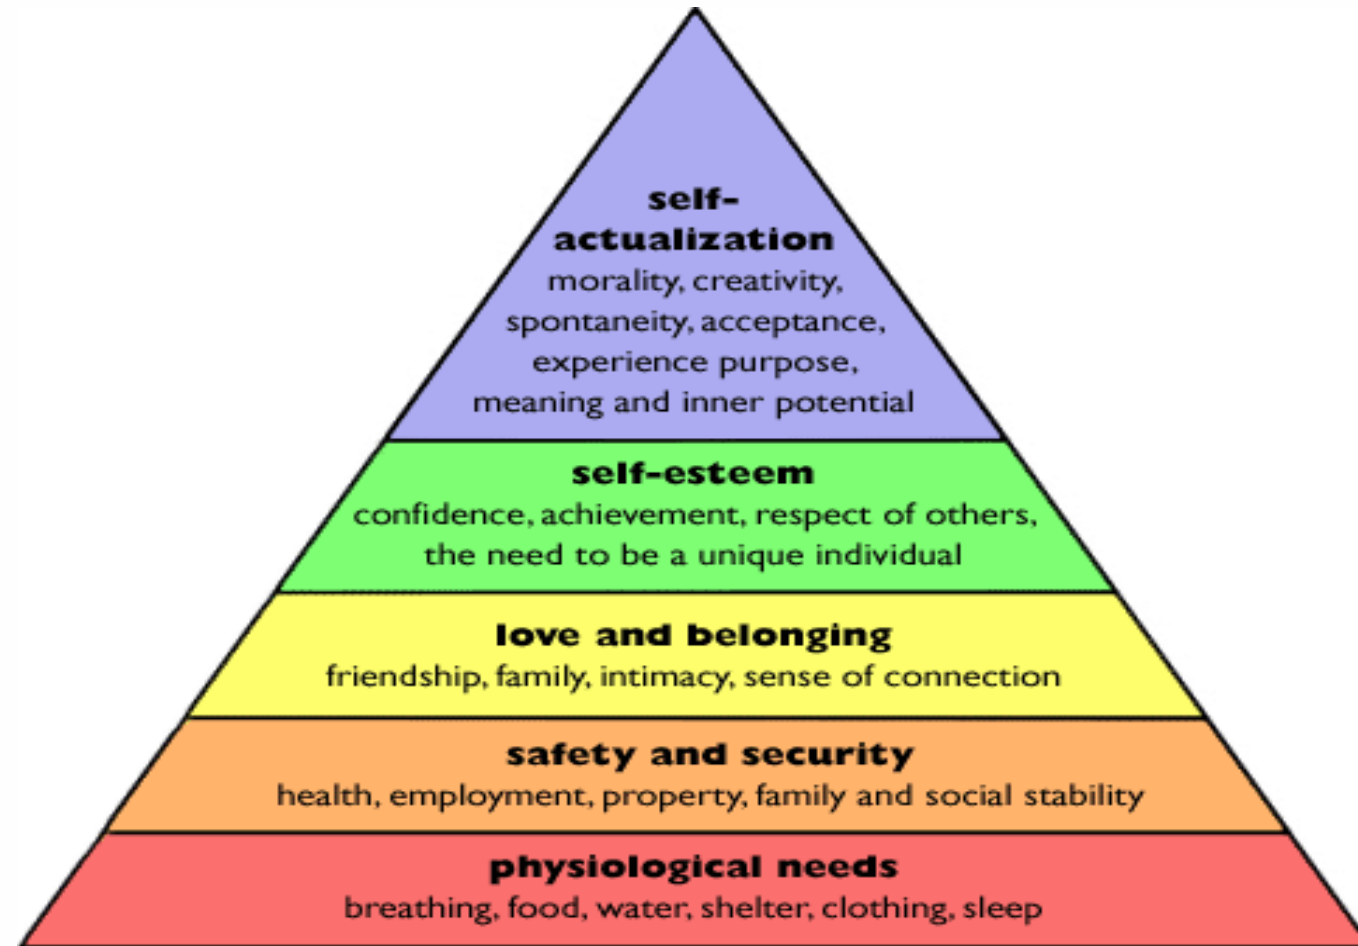 self-
actualization
morality, creativity,
spontaneity, acceptance,
experience purpose,
meaning and inner potential
self-esteem
confidence, achievement, respect of others,
the need to be a unique individual
love and belonging
friendship, family, intimacy, sense of connection
safety and security
health, employment, property, family and social stability
physiological needs
breathing, food, water, shelter, clothing, sleep